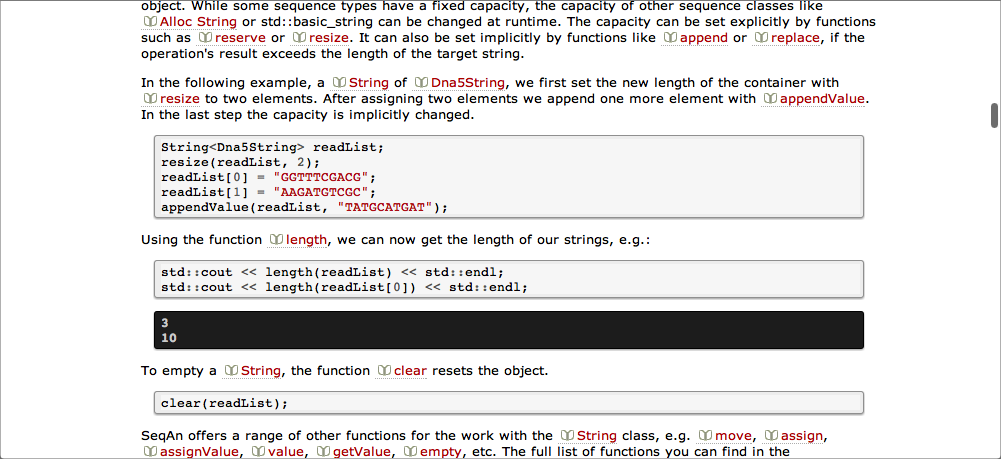 object. While some sequence types have a fixed capacity, the capacity of other sequence classes like
Alloc String or std::basic_string can be changed at runtime. The capacity can be set explicitly by functions
such as reserve or resize. It can also be set implicitly by functions like append or replace, if the
operation's result exceeds the length of the target string.
In the following example, a String of Dna5String, we first set the new length of the container with
resize to two elements. After assigning two elements we append one more element with appendValue.
In the last step the capacity is implicitly changed.
String<Dna5String> readList;
resize(readList, 2);
readList[0] = "GGTTTCGACG";
readList[1] = "AAGATGTCGC";
appendValue(readList, "TATGCATGAT");
Using the function length, we can now get the length of our strings, e.g.:
std::cout << length(readList) << std::endl;
std::cout << length(readList[0]) << std::endl;
3
10
To empty a String, the function clear resets the object.
clear(readList);
SeqAn offers a range of other functions for the work with the String class, e.g. move, assign,
assignValue, value, getValue, empty, etc. The full list of functions you can find in the